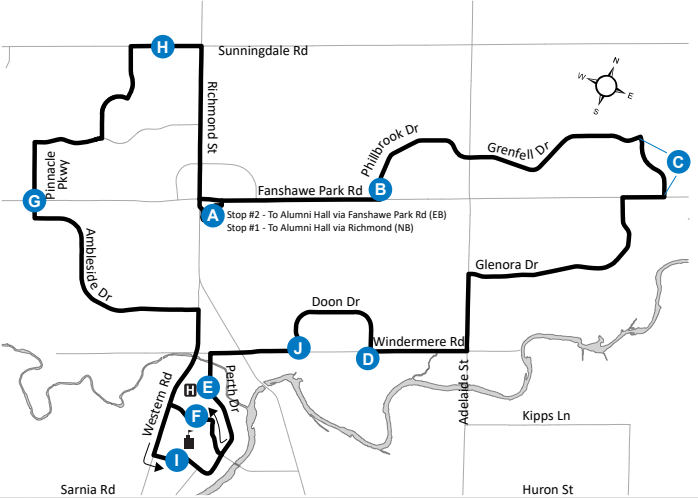 H
Sunningdale Rd
N
W
E
S
Richmond St
Phillbrook Dr
Grenfell Dr
C
Pinnacle
Pkwy
Fanshawe Park Rd
B
G
A
Stop #2 - To Alumni Hall via Fanshawe Park Rd (EB)
Stop #1 - To Alumni Hall via Richmond (NB)
Ambleside Dr
Glenora Dr
Doon Dr
Windermere Rd
J
D
Western Rd
H
E
Perth Dr
Adelaide St
F
Kipps Ln
I
Sarnia Rd
Huron St